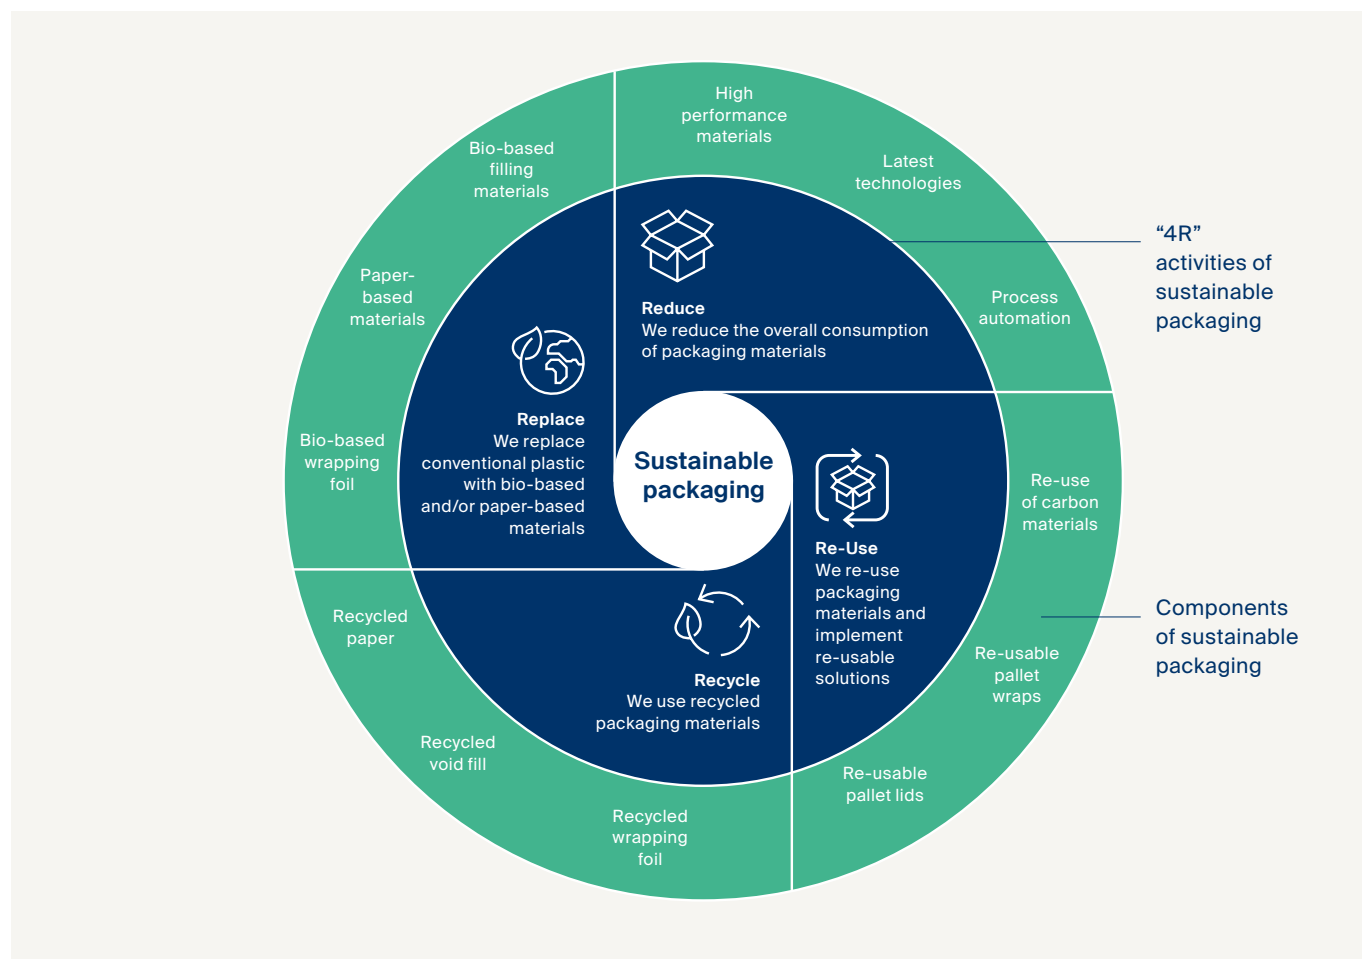 High
performance
materials
Latest
technologies
Process
automation
“4R”
activities of
sustainable
packaging
Reduce
We reduce the overall consumption
of packaging materials
Bio-based
filling
materials
Paper-
based
materials
Bio-based
wrapping
foil
Replace
We replace
conventional plastic
with bio-based
and/or paper-based
materials
Sustainable
packaging
Re-Use
We re-use
packaging
materials and
implement
re-usable
solutions
Re-use
of carbon
materials
Re-usable
pallet
wraps
Re-usable
pallet lids
Components
of sustainable
packaging
Recycle
We use recycled
packaging materials
Recycled
paper
Recycled
void fill
Recycled
wrapping
foil